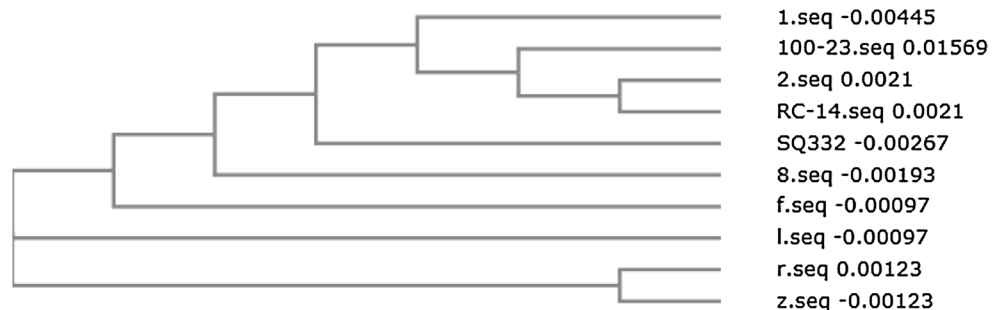 1.seq -0.00445
100-23.seq 0.01569
2.seq 0.0021
RC-14.seq 0.0021
SQ332 -0.00267
8.seq -0.00193
f.seq -0.00097
l.seq -0.00097
r.seq 0.00123
z.seq -0.00123